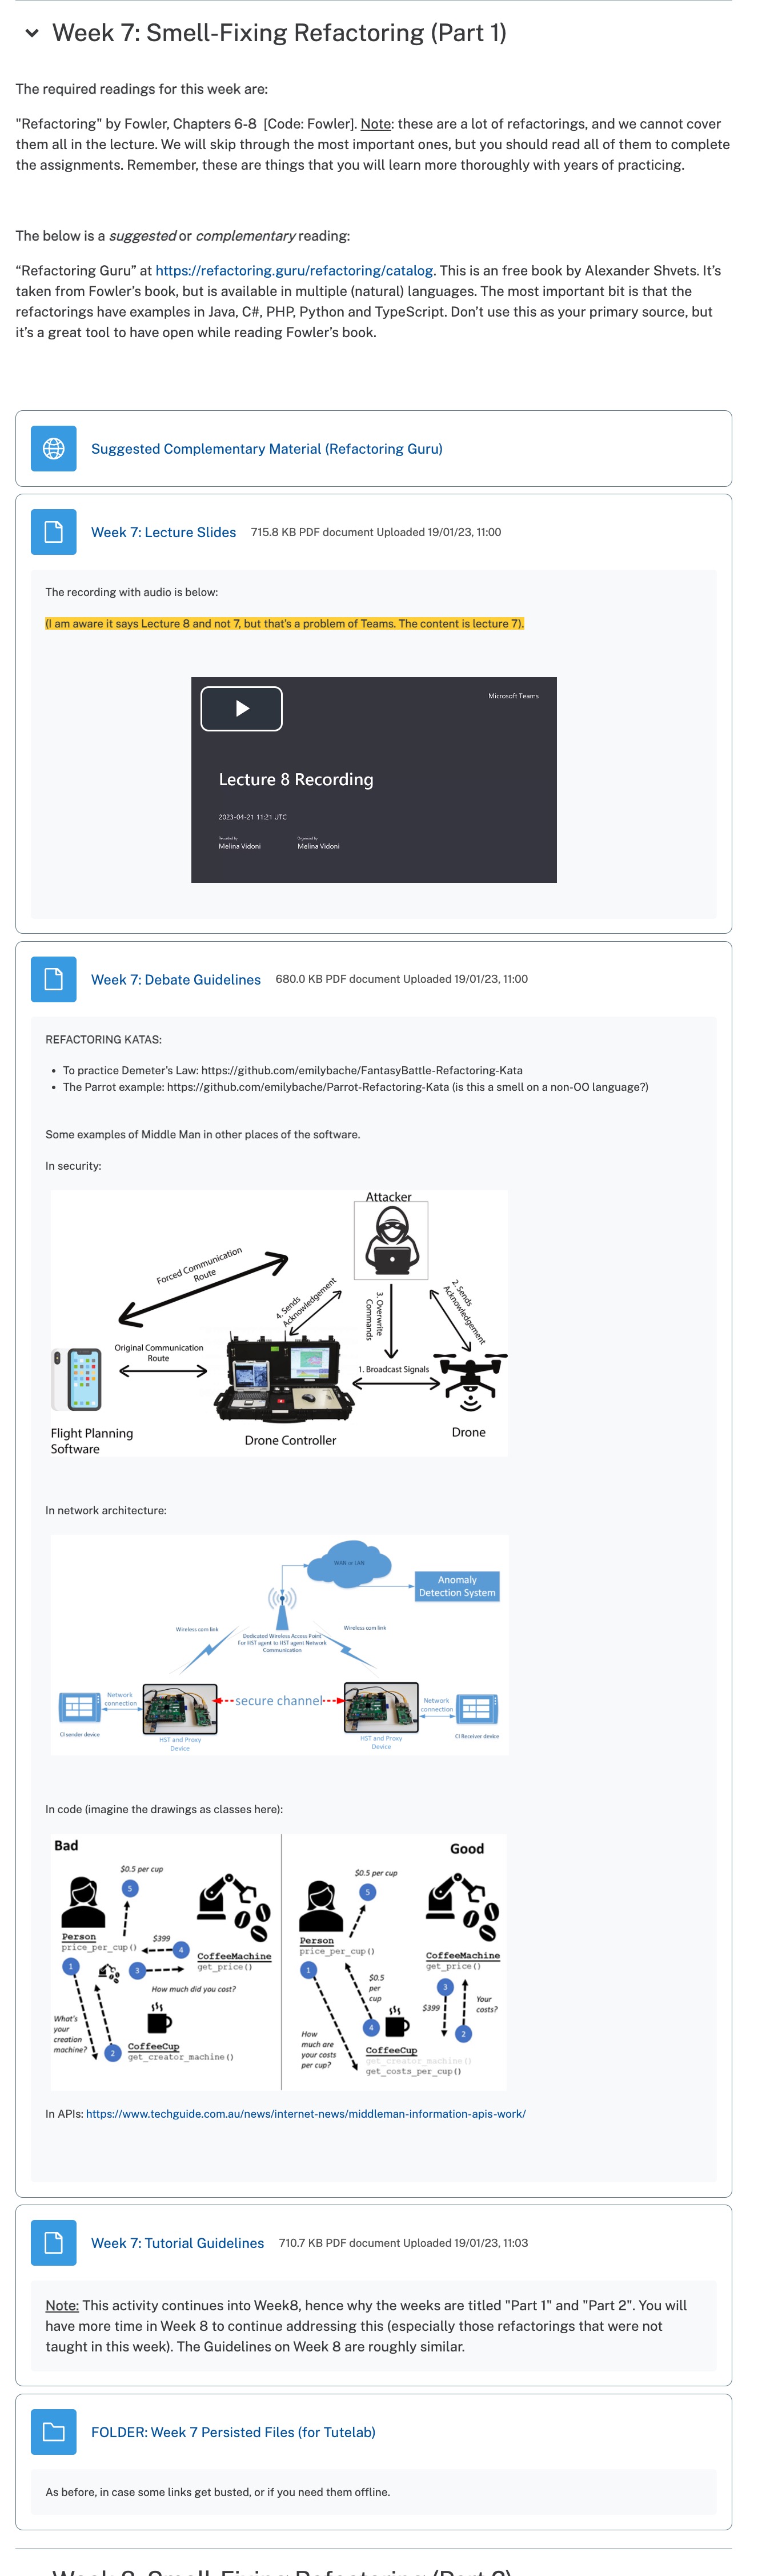 Week 7: Smell-Fixing Refactoring (Part 1)
The required readings for this week are:
"Refactoring" by Fowler, Chapters 6-8 [Code: Fowler]. Note: these are a lot of refactorings, and we cannot cover
them all in the lecture. We will skip through the most important ones, but you should read all of them to complete
the assignments. Remember, these are things that you will learn more thoroughly with years of practicing.
The below is a suggested or complementary reading:
“Refactoring Guru” at https://refactoring.guru/refactoring/catalog. This is an free book by Alexander Shvets. It’s
taken from Fowler’s book, but is available in multiple (natural) languages. The most important bit is that the
refactorings have examples in Java, C#, PHP, Python and TypeScript. Don’t use this as your primary source, but
it’s a great tool to have open while reading Fowler’s book.
Suggested Complementary Material (Refactoring Guru)
Week 7: Lecture Slides 715.8 KB PDF document Uploaded 19/01/23, 11:00
The recording with audio is below:
(I am aware it says Lecture 8 and not 7, but that's a problem of Teams. The content is lecture 7).
Microsoft Teams
Lecture 8 Recording
2023-04-21 11:21 UTC
Recorded by Organized by
Melina Vidoni Melina Vidoni
Week 7: Debate Guidelines 680.0 KB PDF document Uploaded 19/01/23, 11:00
REFACTORING KATAS:
• To practice Demeter's Law: https://github.com/emilybache/FantasyBattle-Refactoring-Kata
• The Parrot example: https://github.com/emilybache/Parrot-Refactoring-Kata (is this a smell on a non-OO language?)
Some examples of Middle Man in other places of the software.
In security:
Attacker
Forced Communication
Route
4. Sends
Acknowledgement
3. Overwrite
Commands
2. Sends
Acknowledgement
Original Communication
Route
1. Broadcast Signals
Flight Planning
Software
Drone Controller
Drone
In network architecture:
WAN or LAN
Anomaly
Detection System
Wireless com link
Dedicated Wireless Access Point
For HST agent to HST agent Network
Communication
Wireless com link
Network
connection
secure channel
Network
connection
CI sender device
HST and Proxy
Device
HST and Proxy
Device
CI Receiver device
In code (imagine the drawings as classes here):
Bad
$0.5 per cup
5
Person
price_per_cup()
$399
4
CoffeeMachine
get_price()
1
3
How much did you cost?
What's
your
creation
machine?
2
CoffeeCup
get_creator_machine()
Good
$0.5 per cup
5
Person
price_per_cup()
CoffeeMachine
get_price()
1
$0.5
per
cup
3
$399
Your
costs?
How
much are
your costs
per cup?
4
2
CoffeeCup
get_creator_machine()
get_costs_per_cup()
In APIs: https://www.techguide.com.au/news/internet-news/middleman-information-apis-work/
Week 7: Tutorial Guidelines 710.7 KB PDF document Uploaded 19/01/23, 11:03
Note: This activity continues into Week8, hence why the weeks are titled "Part 1" and "Part 2". You will
have more time in Week 8 to continue addressing this (especially those refactorings that were not
taught in this week). The Guidelines on Week 8 are roughly similar.
FOLDER: Week 7 Persisted Files (for Tutelab)
As before, in case some links get busted, or if you need them offline.
Week 8: Smell-Fixing Refactoring (Part 2)